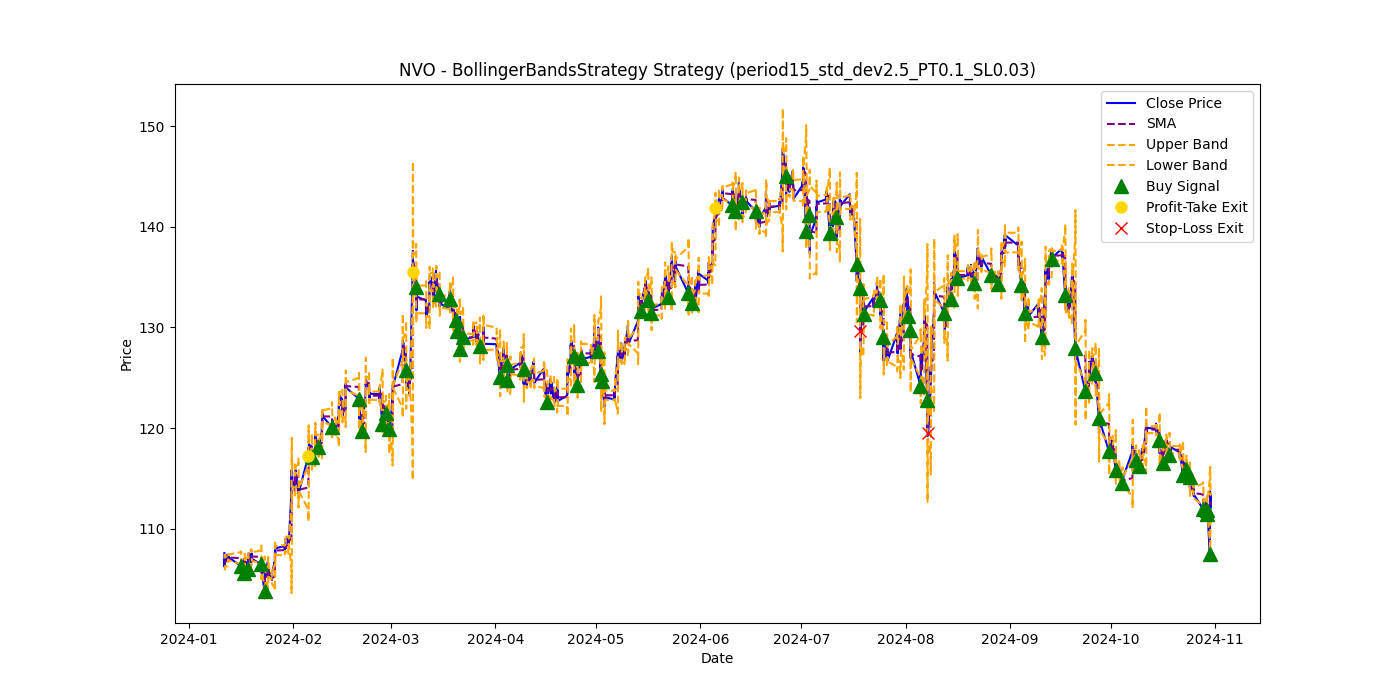 NVO - BollingerBandsStrategy Strategy (period15_std_dev2.5_PT0.1_SL0.03)
Close Price
SMA
Upper Band
Lower Band
Buy Signal
Profit-Take Exit
Stop-Loss Exit
Price
150
140
130
120
110
2024-01 2024-02 2024-03 2024-04 2024-05 2024-06 2024-07 2024-08 2024-09 2024-10 2024-11
Date